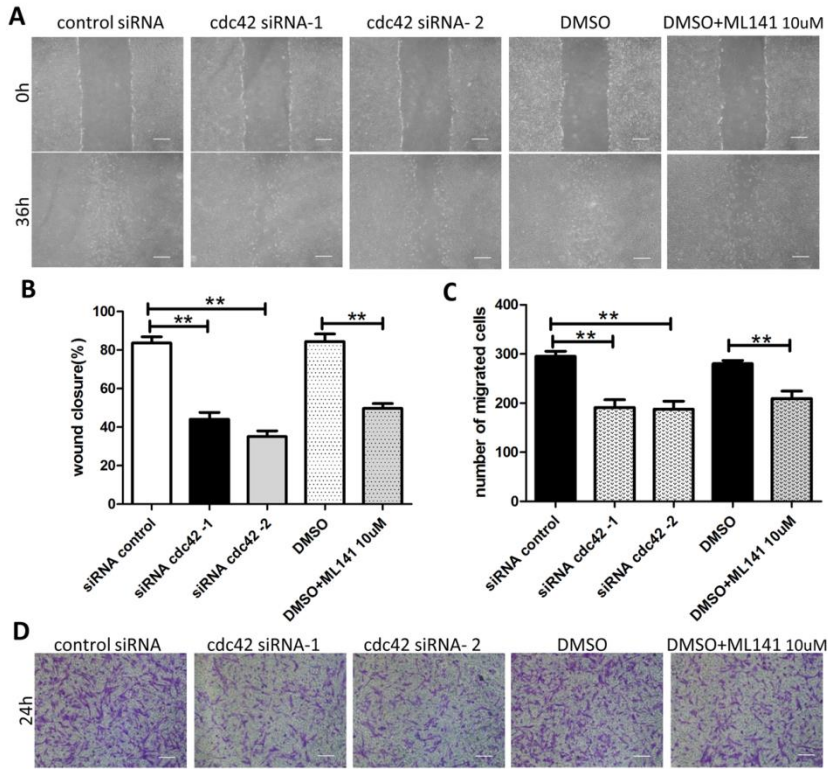 A
control siRNA cdc42 siRNA-1 cdc42 siRNA- 2 DMSO DMSO+ML141 10uM
0h
36h
B
wound closure(%)
100
80
60
40
20
0
** ** **
siRNA control siRNA cdc42 -1 siRNA cdc42 -2 DMSO DMSO+ML141 10uM
C
number of migrated cells
400
300
200
100
0
** ** **
siRNA control siRNA cdc42 -1 siRNA cdc42 -2 DMSO DMSO+ML141 10uM
D
control siRNA cdc42 siRNA-1 cdc42 siRNA- 2 DMSO DMSO+ML141 10uM
24h